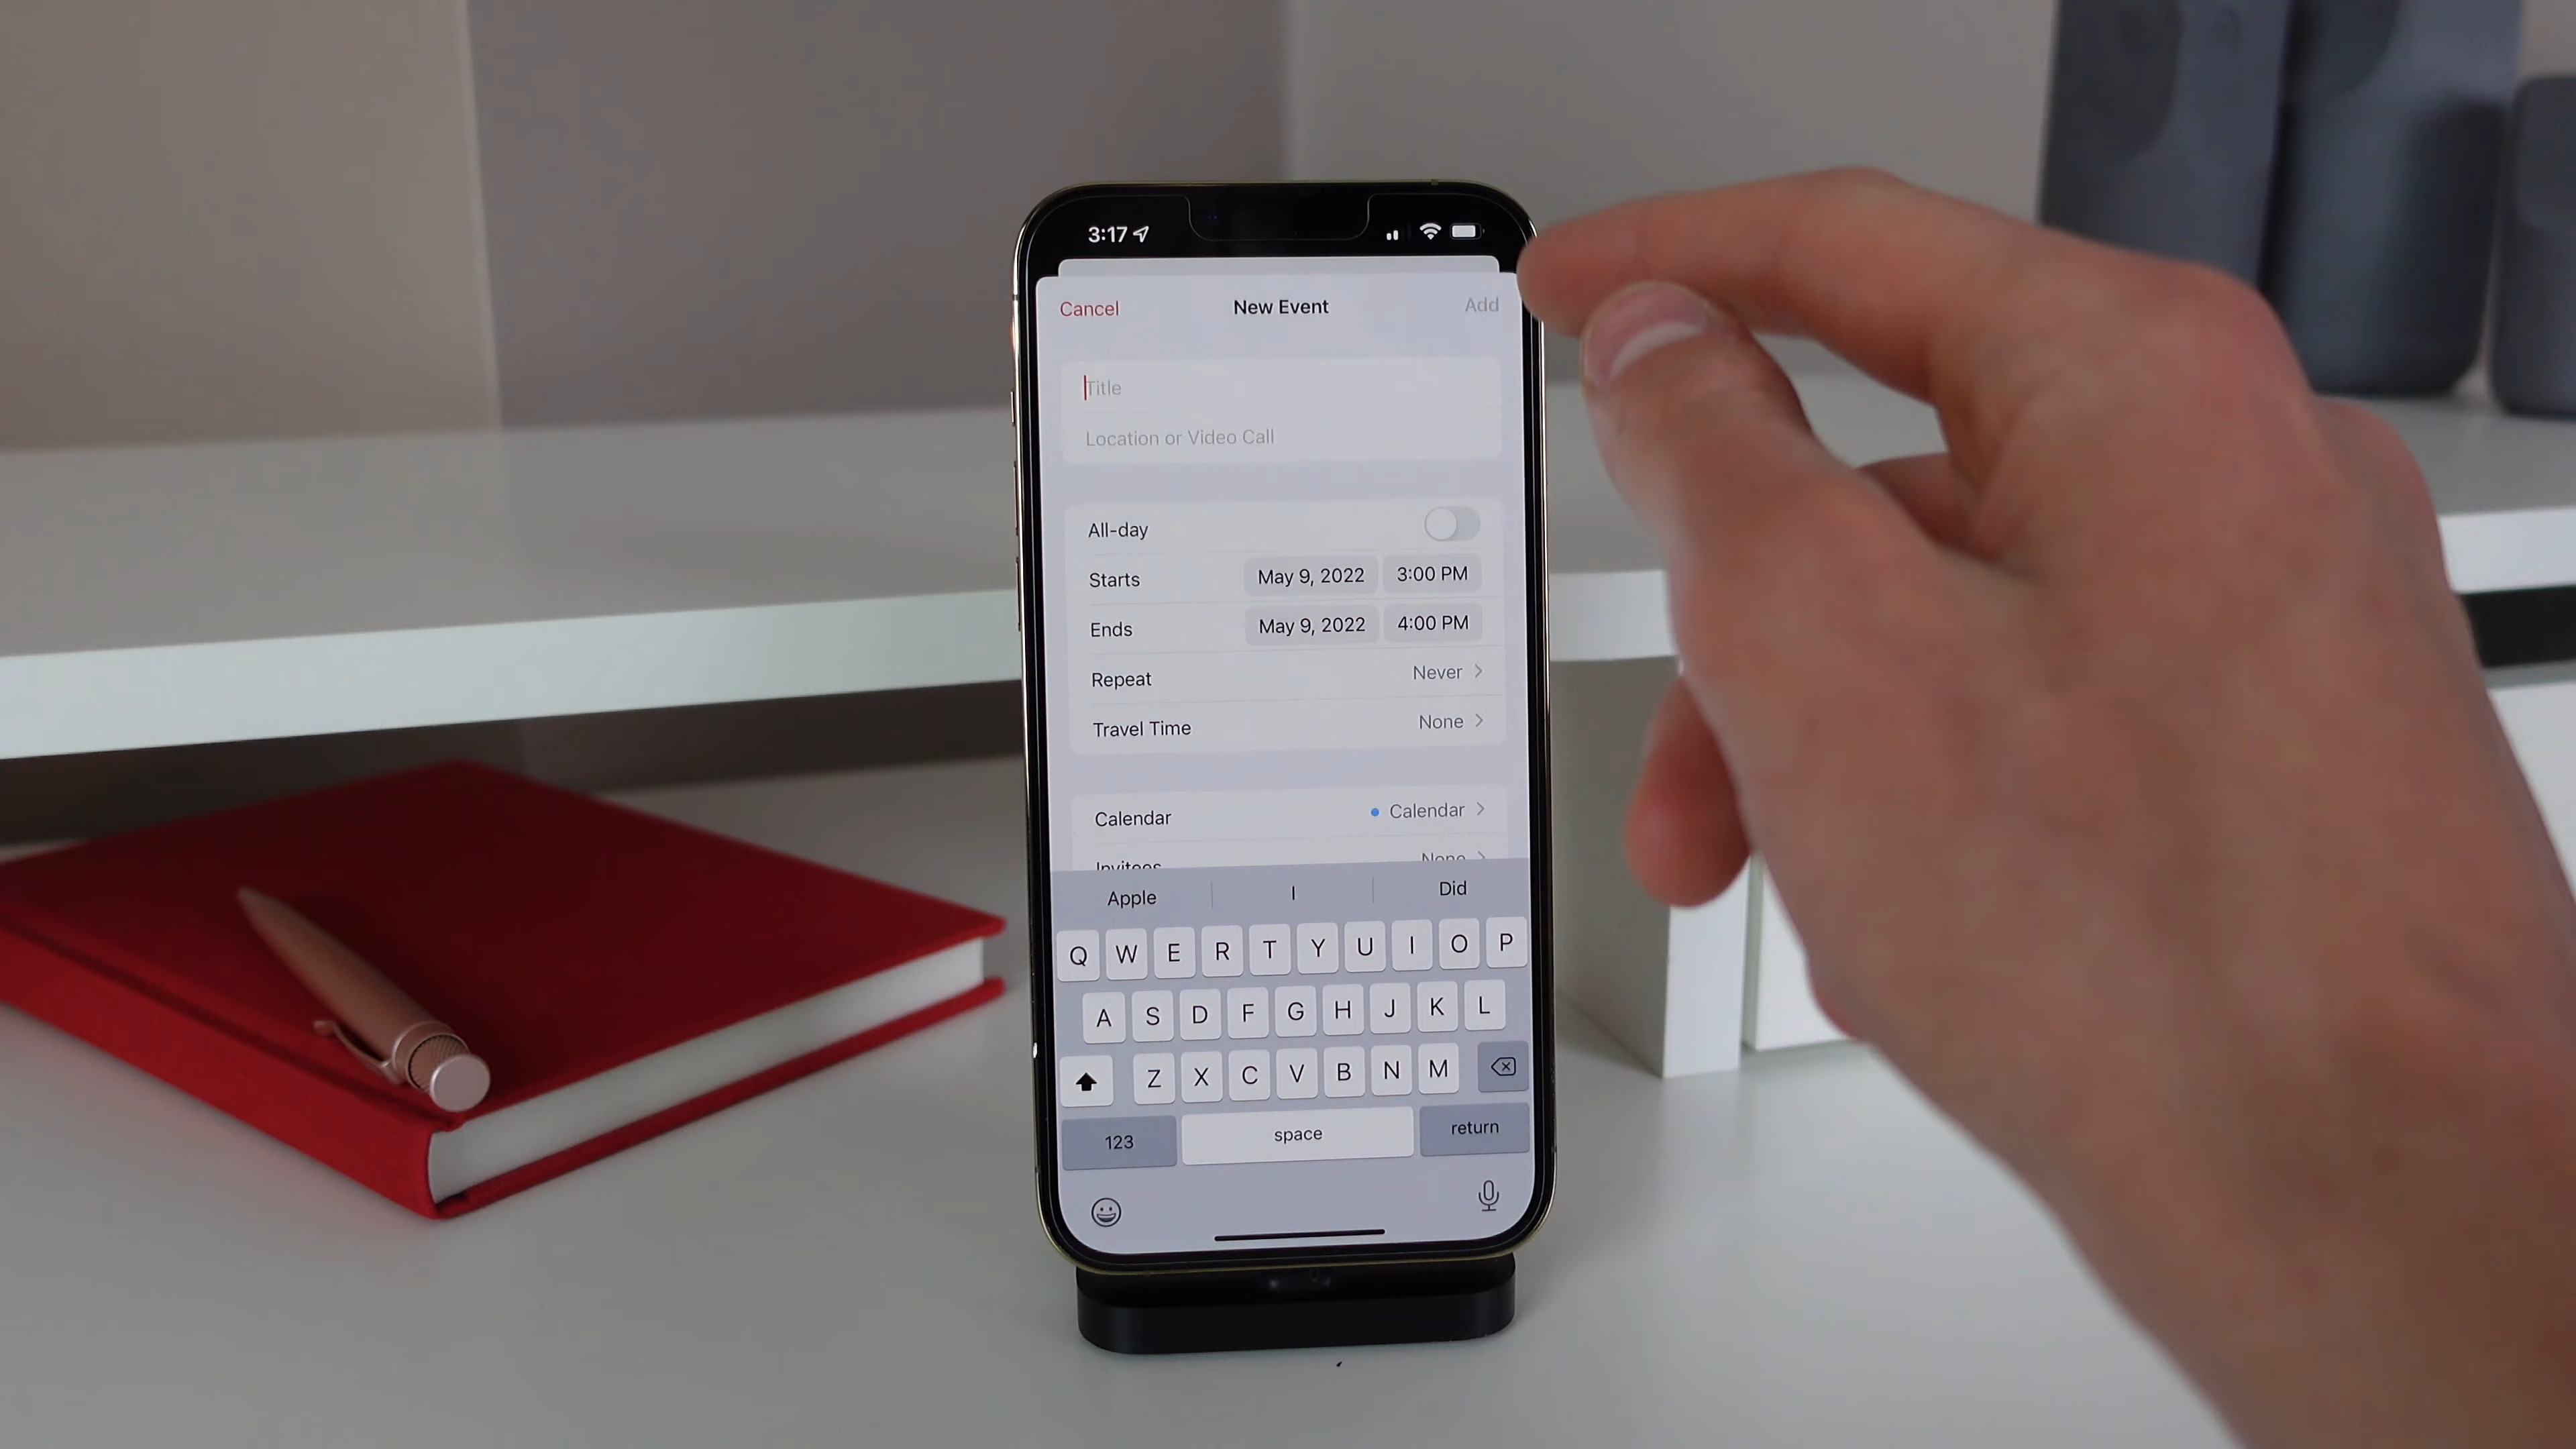 3:17
Cancel New Event Add
Title
Location or Video Call
All-day
Starts May 9, 2022 3:00 PM
Ends May 9, 2022 4:00 PM
Repeat Never
Travel Time None
Calendar Calendar
Invitees None
Apple I Did
Q W E R T Y U I O P
A S D F G H J K L
Z X C V B N M
123 space return